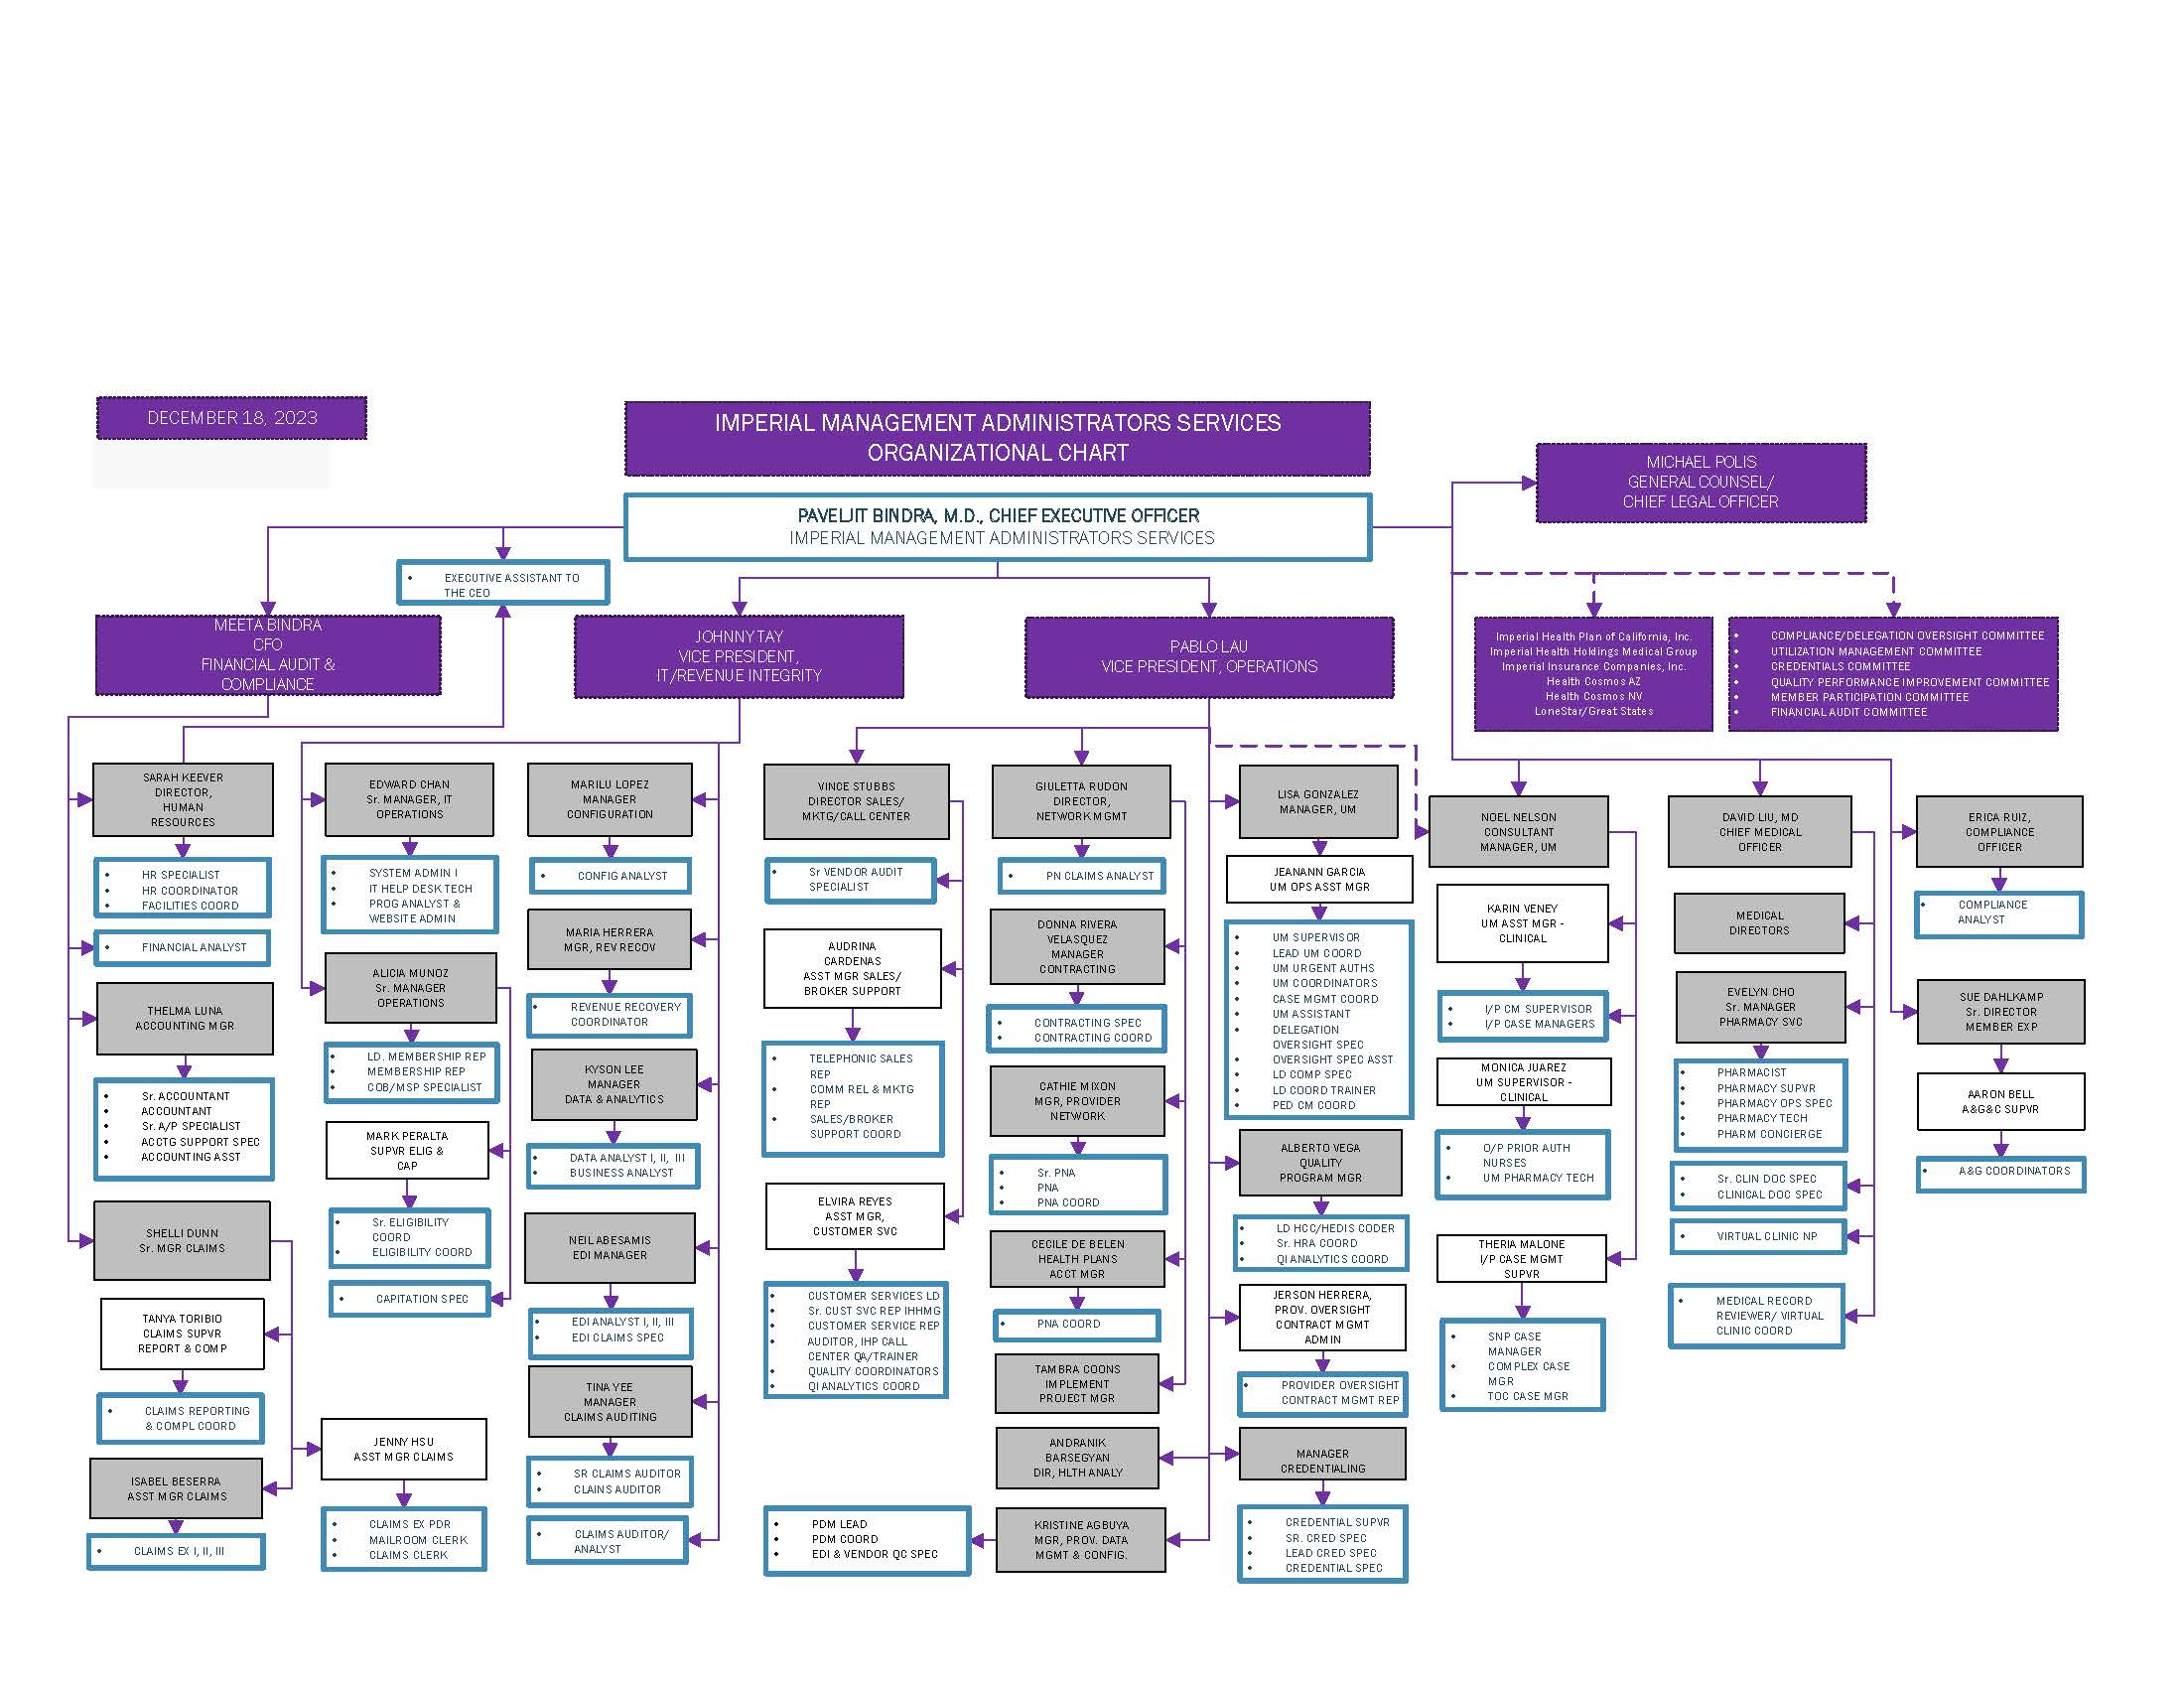 DECEMBER 18, 2023
IMPERIAL MANAGEMENT ADMINISTRATORS SERVICES
ORGANIZATIONAL CHART
MICHAEL POLIS
GENERAL COUNSEL/
CHIEF LEGAL OFFICER
PAVELJIT BINDRA, M.D., CHIEF EXECUTIVE OFFICER
IMPERIAL MANAGEMENT ADMINISTRATORS SERVICES
• EXECUTIVE ASSISTANT TO
THE CEO
MEETA BINDRA
CFO
FINANCIAL AUDIT &
COMPLIANCE
JOHNNY TAY
VICE PRESIDENT,
IT/REVENUE INTEGRITY
PABLO LAU
VICE PRESIDENT, OPERATIONS
Imperial Health Plan of California, Inc.
Imperial Health Holdings Medical Group
Imperial Insurance Companies, Inc.
Health Cosmos AZ
Health Cosmos NV
LoneStar/Great States
• COMPLIANCE/DELEGATION OVERSIGHT COMMITTEE
• UTILIZATION MANAGEMENT COMMITTEE
• CREDENTIALS COMMITTEE
• QUALITY PERFORMANCE IMPROVEMENT COMMITTEE
• MEMBER PARTICIPATION COMMITTEE
• FINANCIAL AUDIT COMMITTEE
SARAH KEEVER
DIRECTOR,
HUMAN
RESOURCES
• HR SPECIALIST
• HR COORDINATOR
• FACILITIES COORD
• FINANCIAL ANALYST
THELMA LUNA
ACCOUNTING MGR
• Sr. ACCOUNTANT
• ACCOUNTANT
• Sr. A/P SPECIALIST
• ACCTG SUPPORT SPEC
• ACCOUNTING ASST
SHELLI DUNN
Sr. MGR CLAIMS
TANYA TORIBIO
CLAIMS SUPVR
REPORT & COMP
• CLAIMS REPORTING
& COMPL COORD
ISABEL BESERRA
ASST MGR CLAIMS
• CLAIMS EX I, II, III
EDWARD CHAN
Sr. MANAGER, IT
OPERATIONS
• SYSTEM ADMIN I
• IT HELP DESK TECH
• PROG ANALYST &
WEBSITE ADMIN
ALICIA MUNOZ
Sr. MANAGER
OPERATIONS
• LD. MEMBERSHIP REP
• MEMBERSHIP REP
• COB/MSP SPECIALIST
MARK PERALTA
SUPVR ELIG &
CAP
• Sr. ELIGIBILITY
COORD
• ELIGIBILITY COORD
• CAPITATION SPEC
JENNY HSU
ASST MGR CLAIMS
• CLAIMS EX PDR
• MAILROOM CLERK
• CLAIMS CLERK
MARILU LOPEZ
MANAGER
CONFIGURATION
• CONFIG ANALYST
MARIA HERRERA
MGR, REV RECOV
• REVENUE RECOVERY
COORDINATOR
KYSON LEE
MANAGER
DATA & ANALYTICS
• DATA ANALYST I, II, III
• BUSINESS ANALYST
NEIL ABESAMIS
EDI MANAGER
• EDI ANALYST I, II, III
• EDI CLAIMS SPEC
TINA YEE
MANAGER
CLAIMS AUDITING
• SR CLAIMS AUDITOR
• CLAINS AUDITOR
• CLAIMS AUDITOR/
ANALYST
VINCE STUBBS
DIRECTOR SALES/
MKTG/CALL CENTER
• Sr VENDOR AUDIT
SPECIALIST
AUDRINA
CARDENAS
ASST MGR SALES/
BROKER SUPPORT
• TELEPHONIC SALES
REP
• COMM REL & MKTG
REP
• SALES/BROKER
SUPPORT COORD
ELVIRA REYES
ASST MGR,
CUSTOMER SVC
• CUSTOMER SERVICES LD
• Sr. CUST SVC REP IHHMG
• CUSTOMER SERVICE REP
• AUDITOR, IHP CALL
CENTER QA/TRAINER
• QUALITY COORDINATORS
• QI ANALYTICS COORD
• PDM LEAD
• PDM COORD
• EDI & VENDOR QC SPEC
GIULETTA RUDON
DIRECTOR,
NETWORK MGMT
• PN CLAIMS ANALYST
DONNA RIVERA
VELASQUEZ
MANAGER
CONTRACTING
• CONTRACTING SPEC
• CONTRACTING COORD
CATHIE MIXON
MGR, PROVIDER
NETWORK
• Sr. PNA
• PNA
• PNA COORD
CECILE DE BELEN
HEALTH PLANS
ACCT MGR
• PNA COORD
TAMBRA COONS
IMPLEMENT
PROJECT MGR
ANDRANIK
BARSEGYAN
DIR, HLTH ANALY
KRISTINE AGBUYA
MGR, PROV. DATA
MGMT & CONFIG.
LISA GONZALEZ
MANAGER, UM
JEANANN GARCIA
UM OPS ASST MGR
• UM SUPERVISOR
• LEAD UM COORD
• UM URGENT AUTHS
• UM COORDINATORS
• CASE MGMT COORD
• UM ASSISTANT
• DELEGATION
OVERSIGHT SPEC
• OVERSIGHT SPEC ASST
• LD COMP SPEC
• LD COORD TRAINER
• PED CM COORD
ALBERTO VEGA
QUALITY
PROGRAM MGR
• LD HCC/HEDIS CODER
• Sr. HRA COORD
• QI ANALYTICS COORD
JERSON HERRERA,
PROV. OVERSIGHT
CONTRACT MGMT
ADMIN
• PROVIDER OVERSIGHT
CONTRACT MGMT REP
MANAGER
CREDENTIALING
• CREDENTIAL SUPVR
• SR. CRED SPEC
• LEAD CRED SPEC
• CREDENTIAL SPEC
NOEL NELSON
CONSULTANT
MANAGER, UM
KARIN VENEY
UM ASST MGR -
CLINICAL
• I/P CM SUPERVISOR
• I/P CASE MANAGERS
MONICA JUAREZ
UM SUPERVISOR -
CLINICAL
• O/P PRIOR AUTH
NURSES
• UM PHARMACY TECH
THERIA MALONE
I/P CASE MGMT
SUPVR
• SNP CASE
MANAGER
• COMPLEX CASE
MGR
• TOC CASE MGR
DAVID LIU, MD
CHIEF MEDICAL
OFFICER
MEDICAL
DIRECTORS
EVELYN CHO
Sr. MANAGER
PHARMACY SVC
• PHARMACIST
• PHARMACY SUPVR
• PHARMACY OPS SPEC
• PHARMACY TECH
• PHARM CONCIERGE
• Sr. CLIN DOC SPEC
• CLINICAL DOC SPEC
• VIRTUAL CLINIC NP
• MEDICAL RECORD
REVIEWER/ VIRTUAL
CLINIC COORD
ERICA RUIZ,
COMPLIANCE
OFFICER
• COMPLIANCE
ANALYST
SUE DAHLKAMP
Sr. DIRECTOR
MEMBER EXP
AARON BELL
A&G&C SUPVR
• A&G COORDINATORS